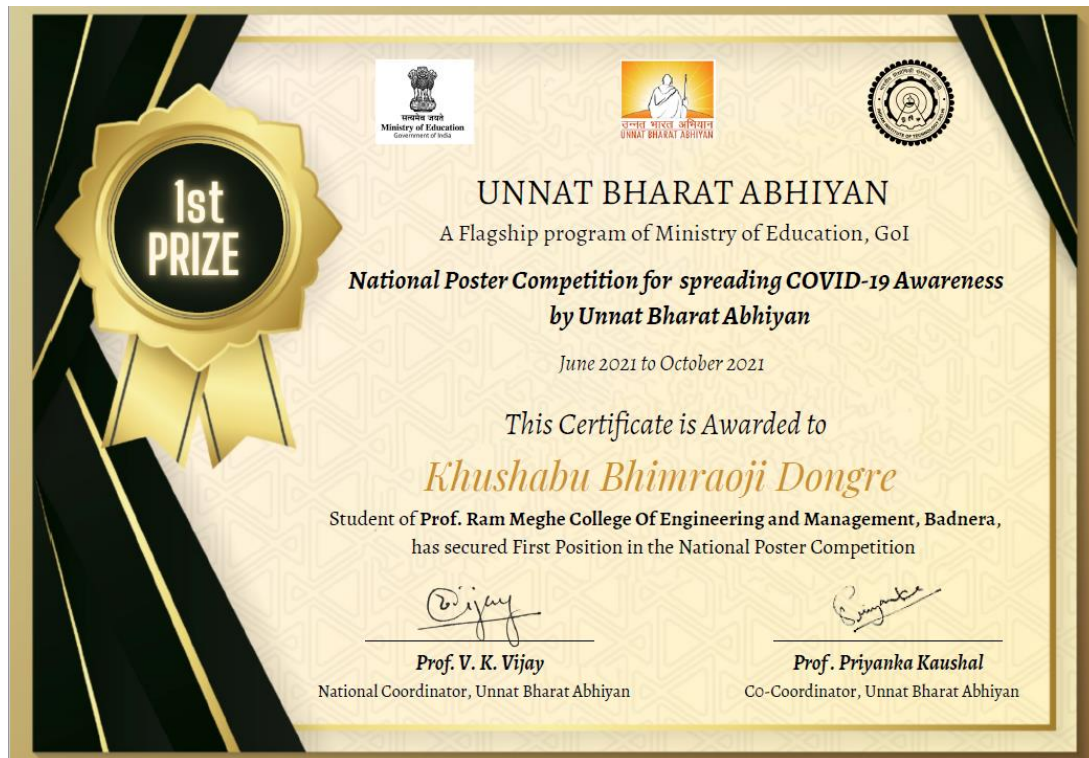 सत्यमेव जयते
Ministry of Education
Government of India
उन्नत भारत अभियान
UNNAT BHARAT ABHIYAN
1st
PRIZE
UNNAT BHARAT ABHIYAN
A Flagship program of Ministry of Education, GoI
National Poster Competition for spreading COVID-19 Awareness
by Unnat Bharat Abhiyan
June 2021 to October 2021
This Certificate is Awarded to
Khushabu Bhimraoji Dongre
Student of Prof. Ram Meghe College Of Engineering and Management, Badnera,
has secured First Position in the National Poster Competition
Vijay
Priyanka
Prof. V. K. Vijay
Prof. Priyanka Kaushal
National Coordinator, Unnat Bharat Abhiyan
Co-Coordinator, Unnat Bharat Abhiyan